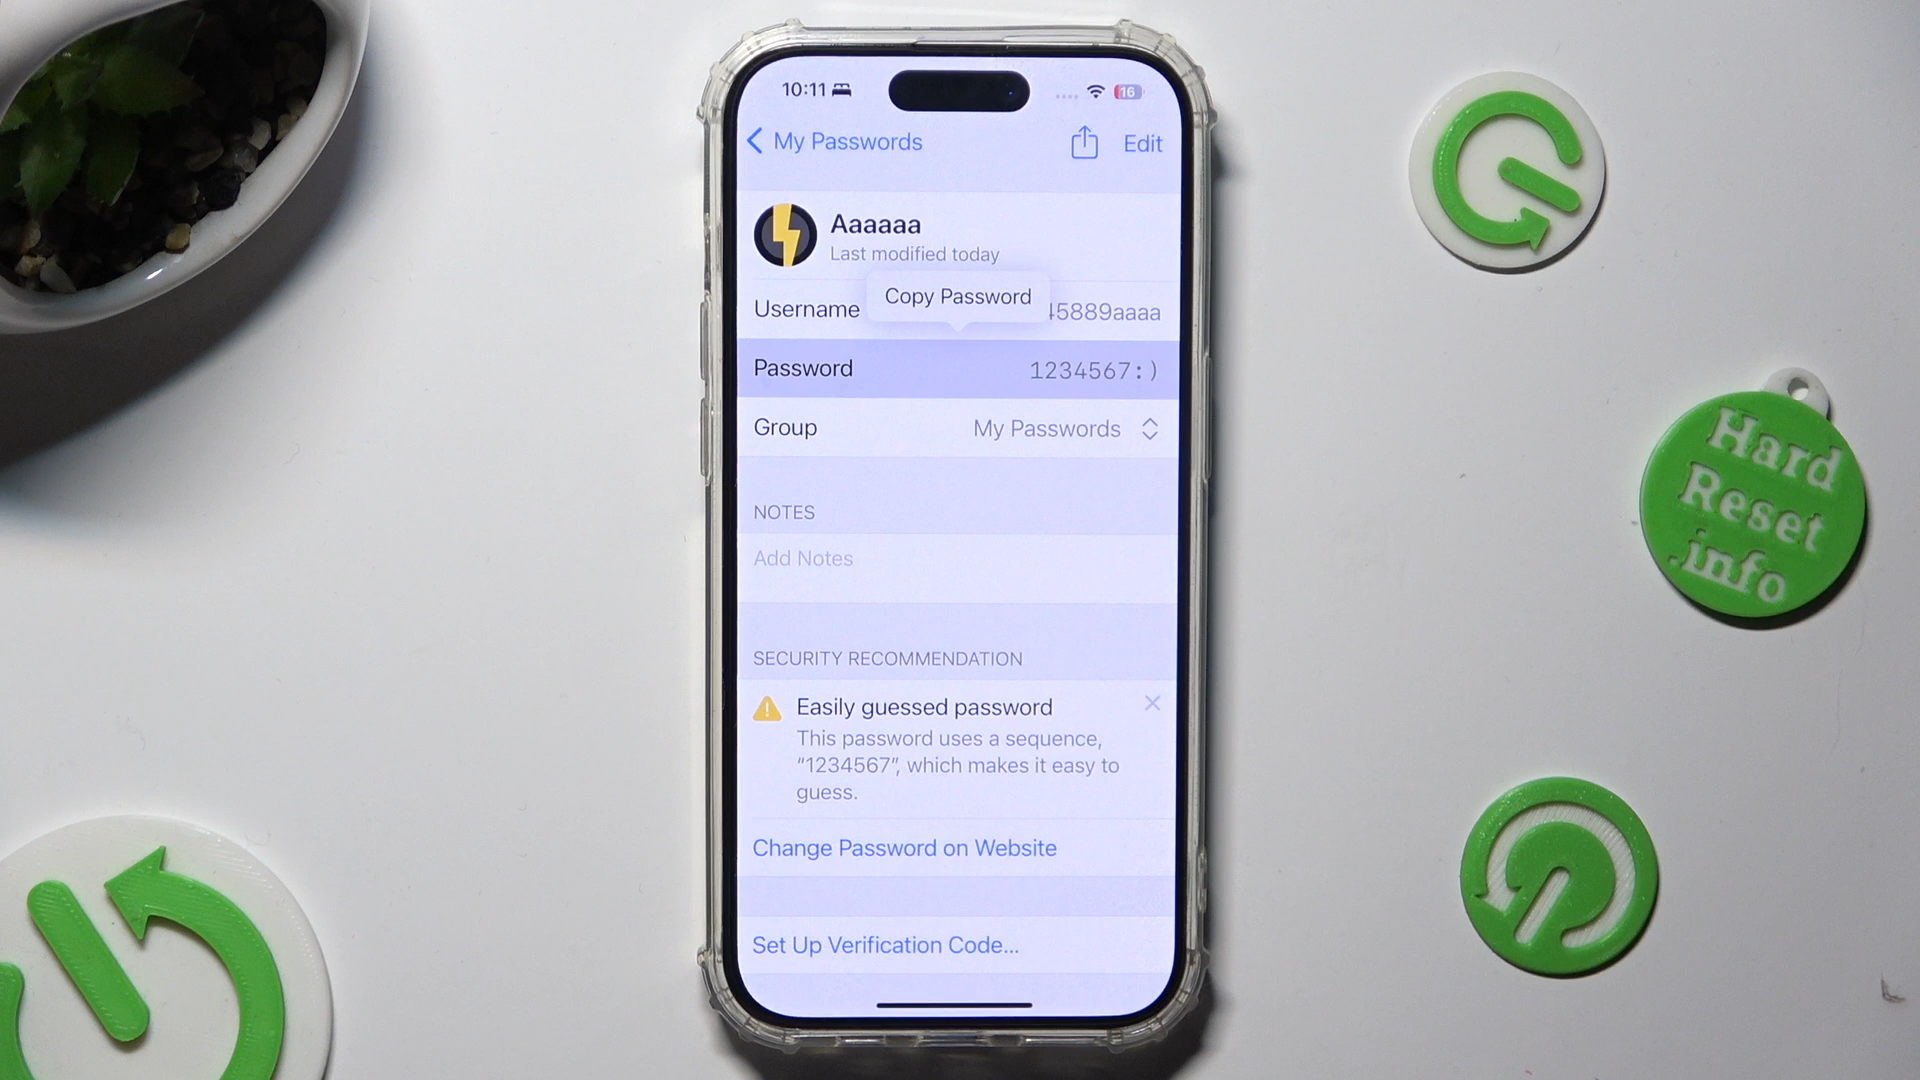 10:11
16
My Passwords
Edit
Aaaaaa
Last modified today
Copy Password
Username
45889aaaa
Password
1234567:)
Group
My Passwords
NOTES
Add Notes
SECURITY RECOMMENDATION
Easily guessed password
This password uses a sequence,
“1234567”, which makes it easy to
guess.
Change Password on Website
Set Up Verification Code...
Hard
Reset
.info